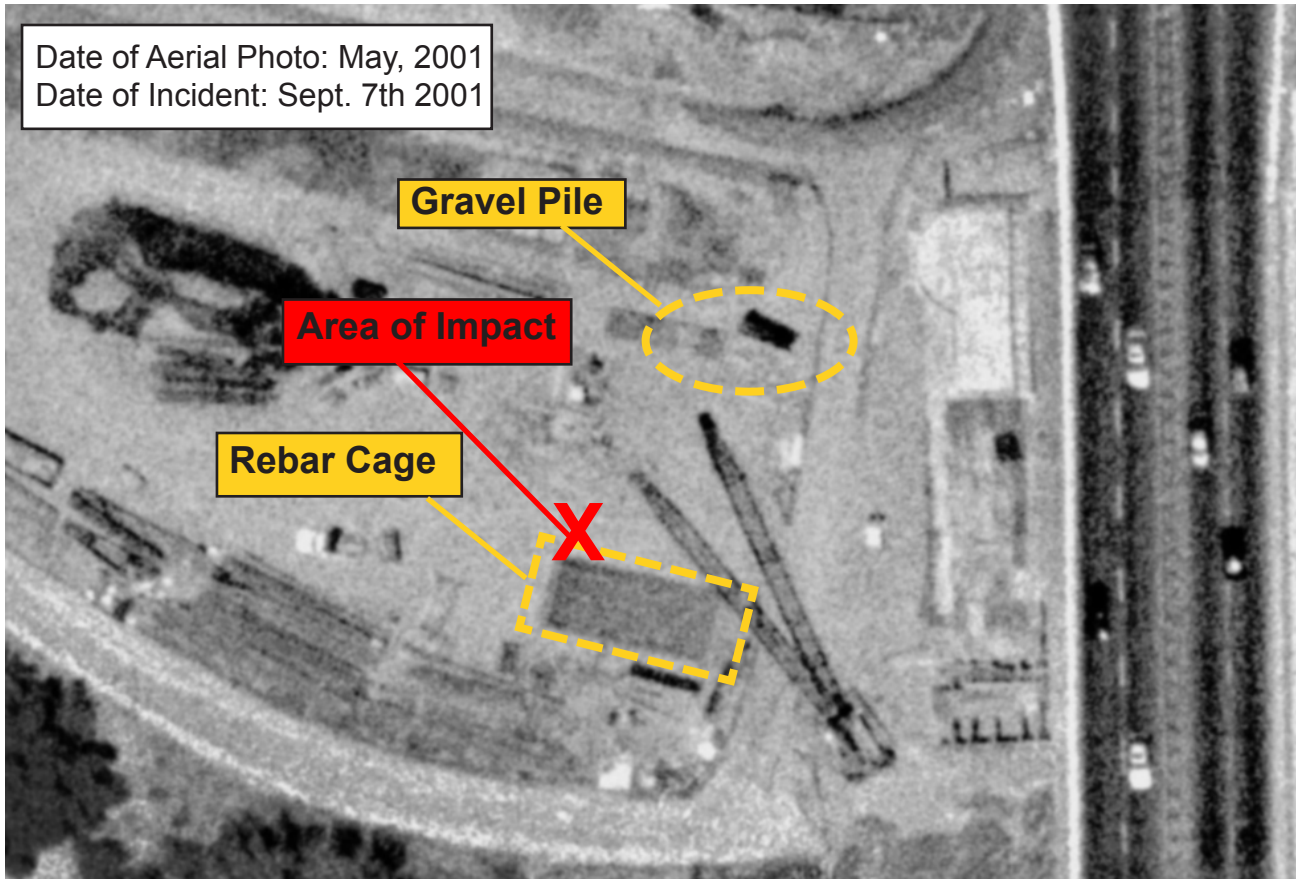 Date of Aerial Photo: May, 2001
Date of Incident: Sept. 7th 2001
Gravel Pile
Area of Impact
Rebar Cage
X